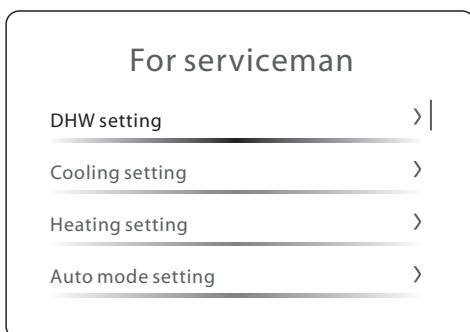 For serviceman
DHW setting
Cooling setting
Heating setting
Auto mode setting